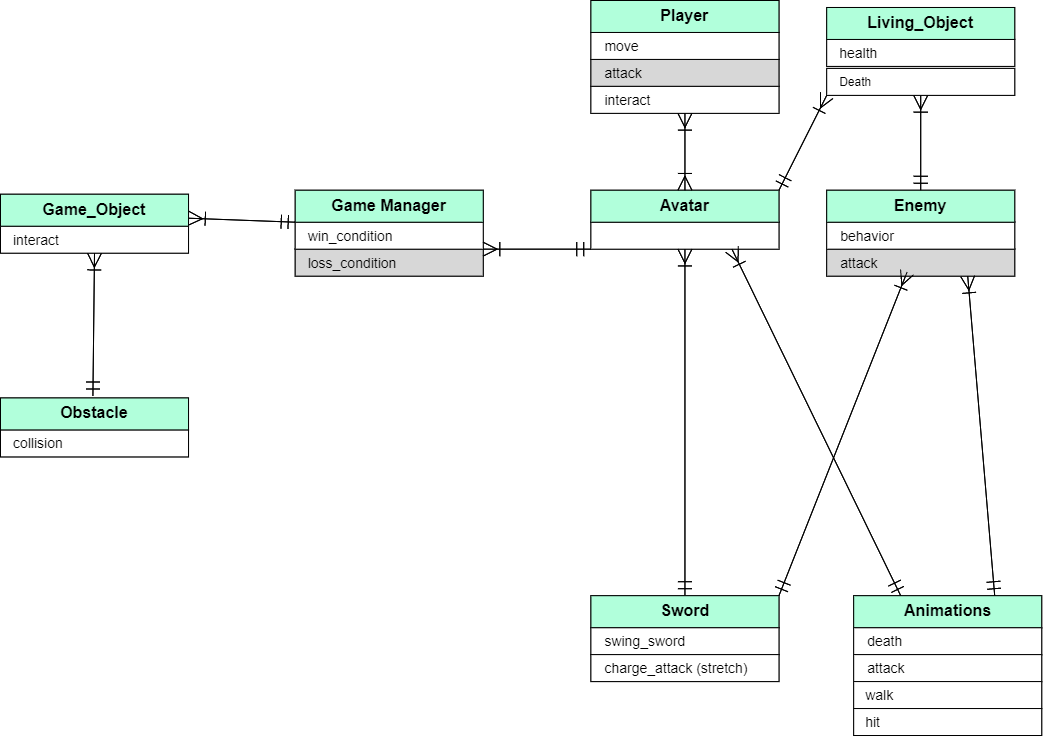 Player
move
attack
interact
Living_Object
health
Death
Game_Object
interact
Game Manager
win_condition
loss_condition
Avatar
Enemy
behavior
attack
Obstacle
collision
Sword
swing_sword
charge_attack (stretch)
Animations
death
attack
walk
hit